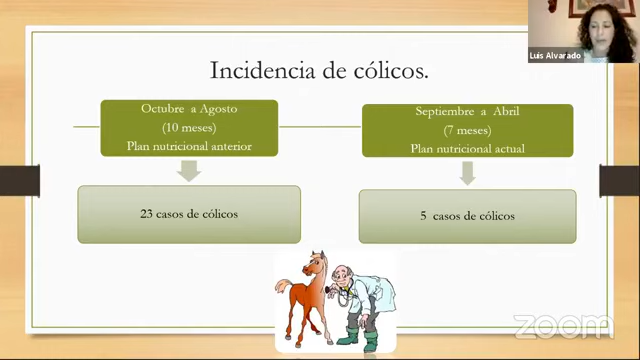 Luis Alvarado
Incidencia de cólicos.
Octubre a Agosto
(10 meses)
Plan nutricional anterior
23 casos de cólicos
Septiembre a Abril
(7 meses)
Plan nutricional actual
5 casos de cólicos
zoom